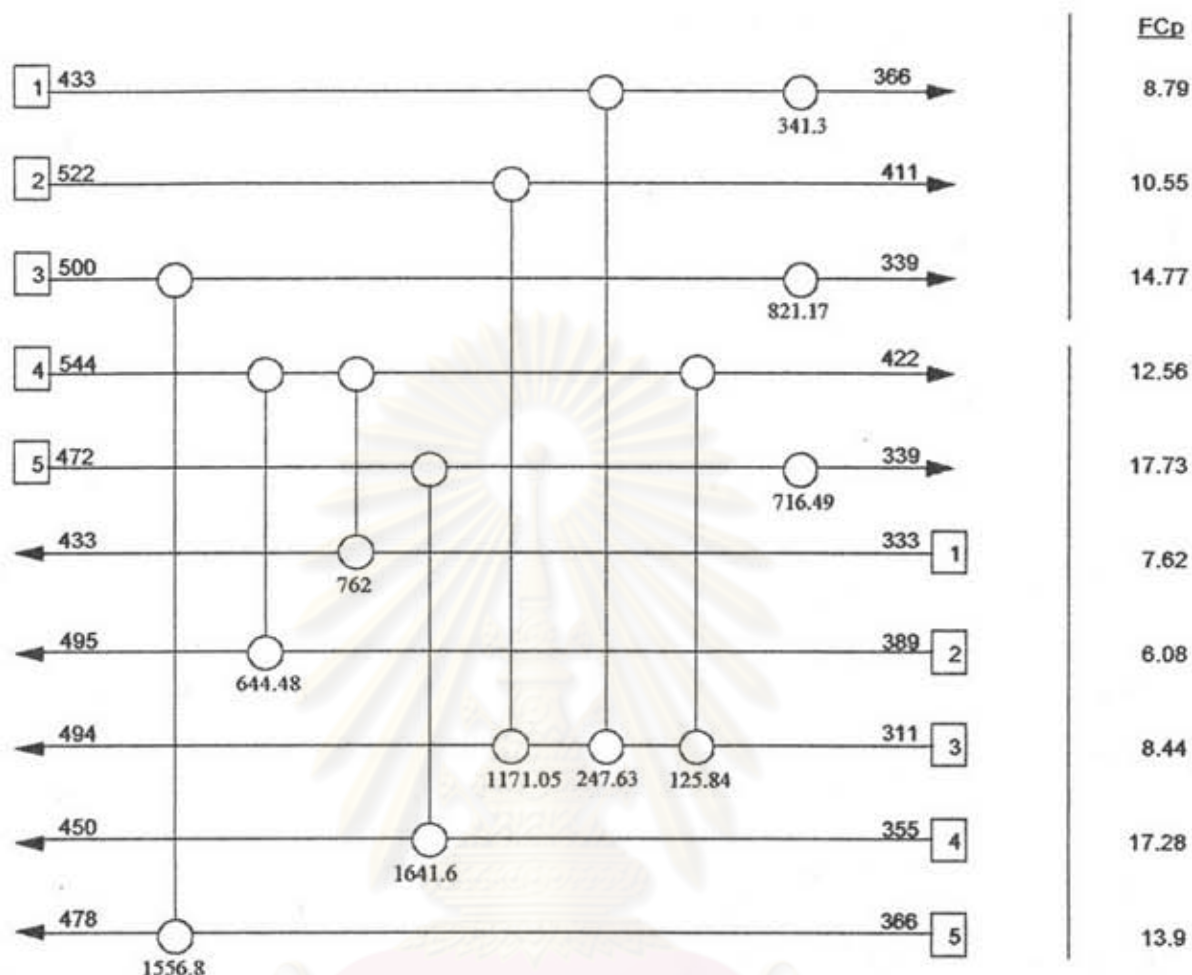 FCp
1 433 366 8.79
341.3
2 522 411 10.55
3 500 339 14.77
821.17
4 544 422 12.56
5 472 339 17.73
716.49
433 333 1 7.62
762
495 389 2 6.08
644.48
494 311 3 8.44
1171.05 247.63 125.84
450 355 4 17.28
1641.6
478 366 5 13.9
1556.8